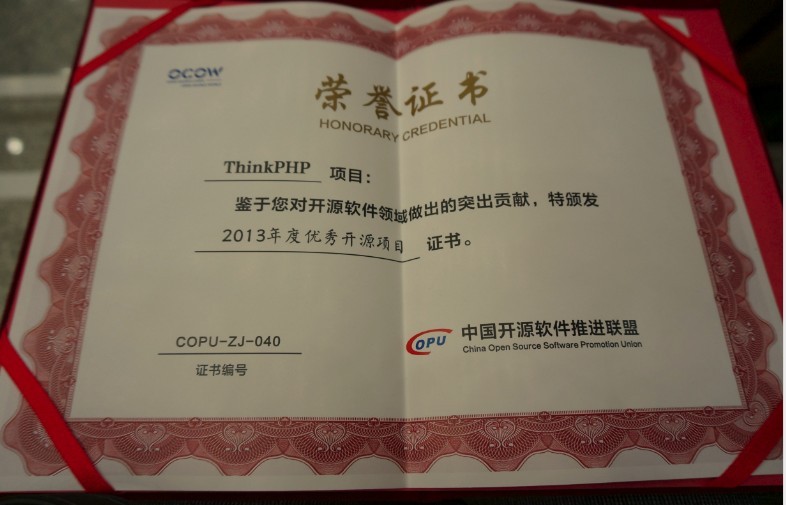 OCOW
荣誉证书
HONORARY CREDENTIAL
ThinkPHP 项目：
鉴于您对开源软件领域做出的突出贡献，特颁发
2013年度优秀开源项目 证书。
COPU-ZJ-040
证书编号
COPU
中国开源软件推进联盟
China Open Source Software Promotion Union